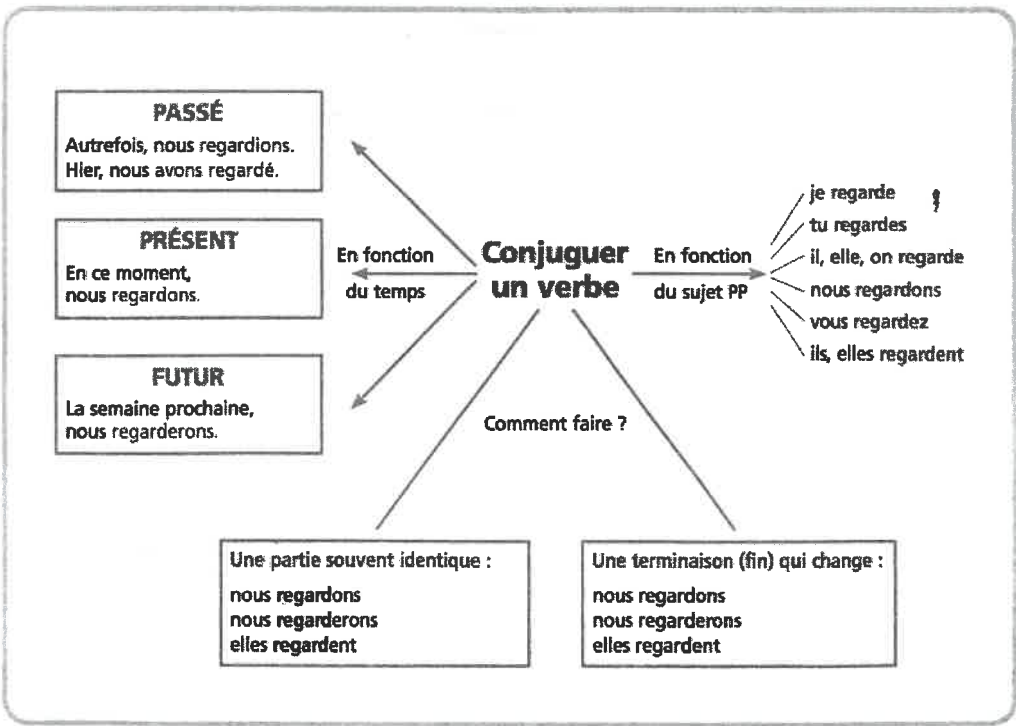 PASSÉ
Autrefois, nous regardions.
Hier, nous avons regardé.
PRÉSENT
En ce moment,
nous regardons.
FUTUR
La semaine prochaine,
nous regarderons.
En fonction
du temps
Conjuguer
un verbe
En fonction
du sujet PP
je regarde
tu regardes
il, elle, on regarde
nous regardons
vous regardez
ils, elles regardent
Comment faire ?
Une partie souvent identique :
nous regardons
nous regarderons
elles regardent
Une terminaison (fin) qui change :
nous regardons
nous regarderons
elles regardent